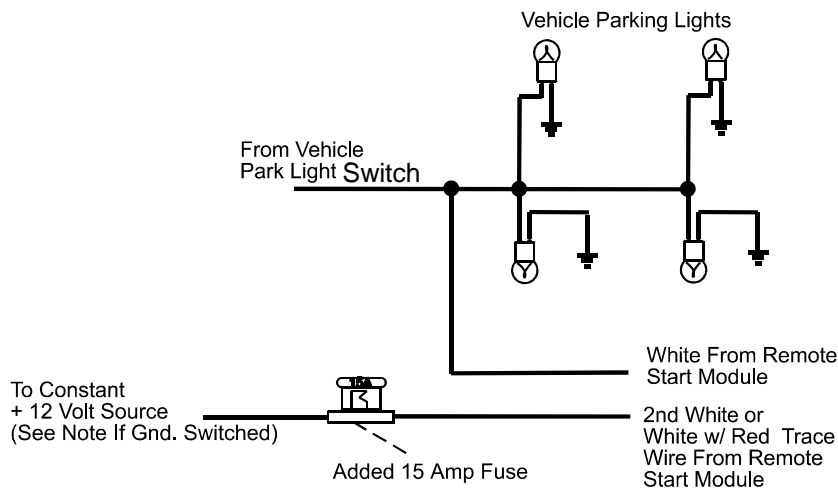 Vehicle Parking Lights
From Vehicle
Park Light Switch
White From Remote
Start Module
15A
To Constant
+ 12 Volt Source
(See Note If Gnd. Switched)
2nd White or
White w/ Red Trace
Wire From Remote
Start Module
Added 15 Amp Fuse